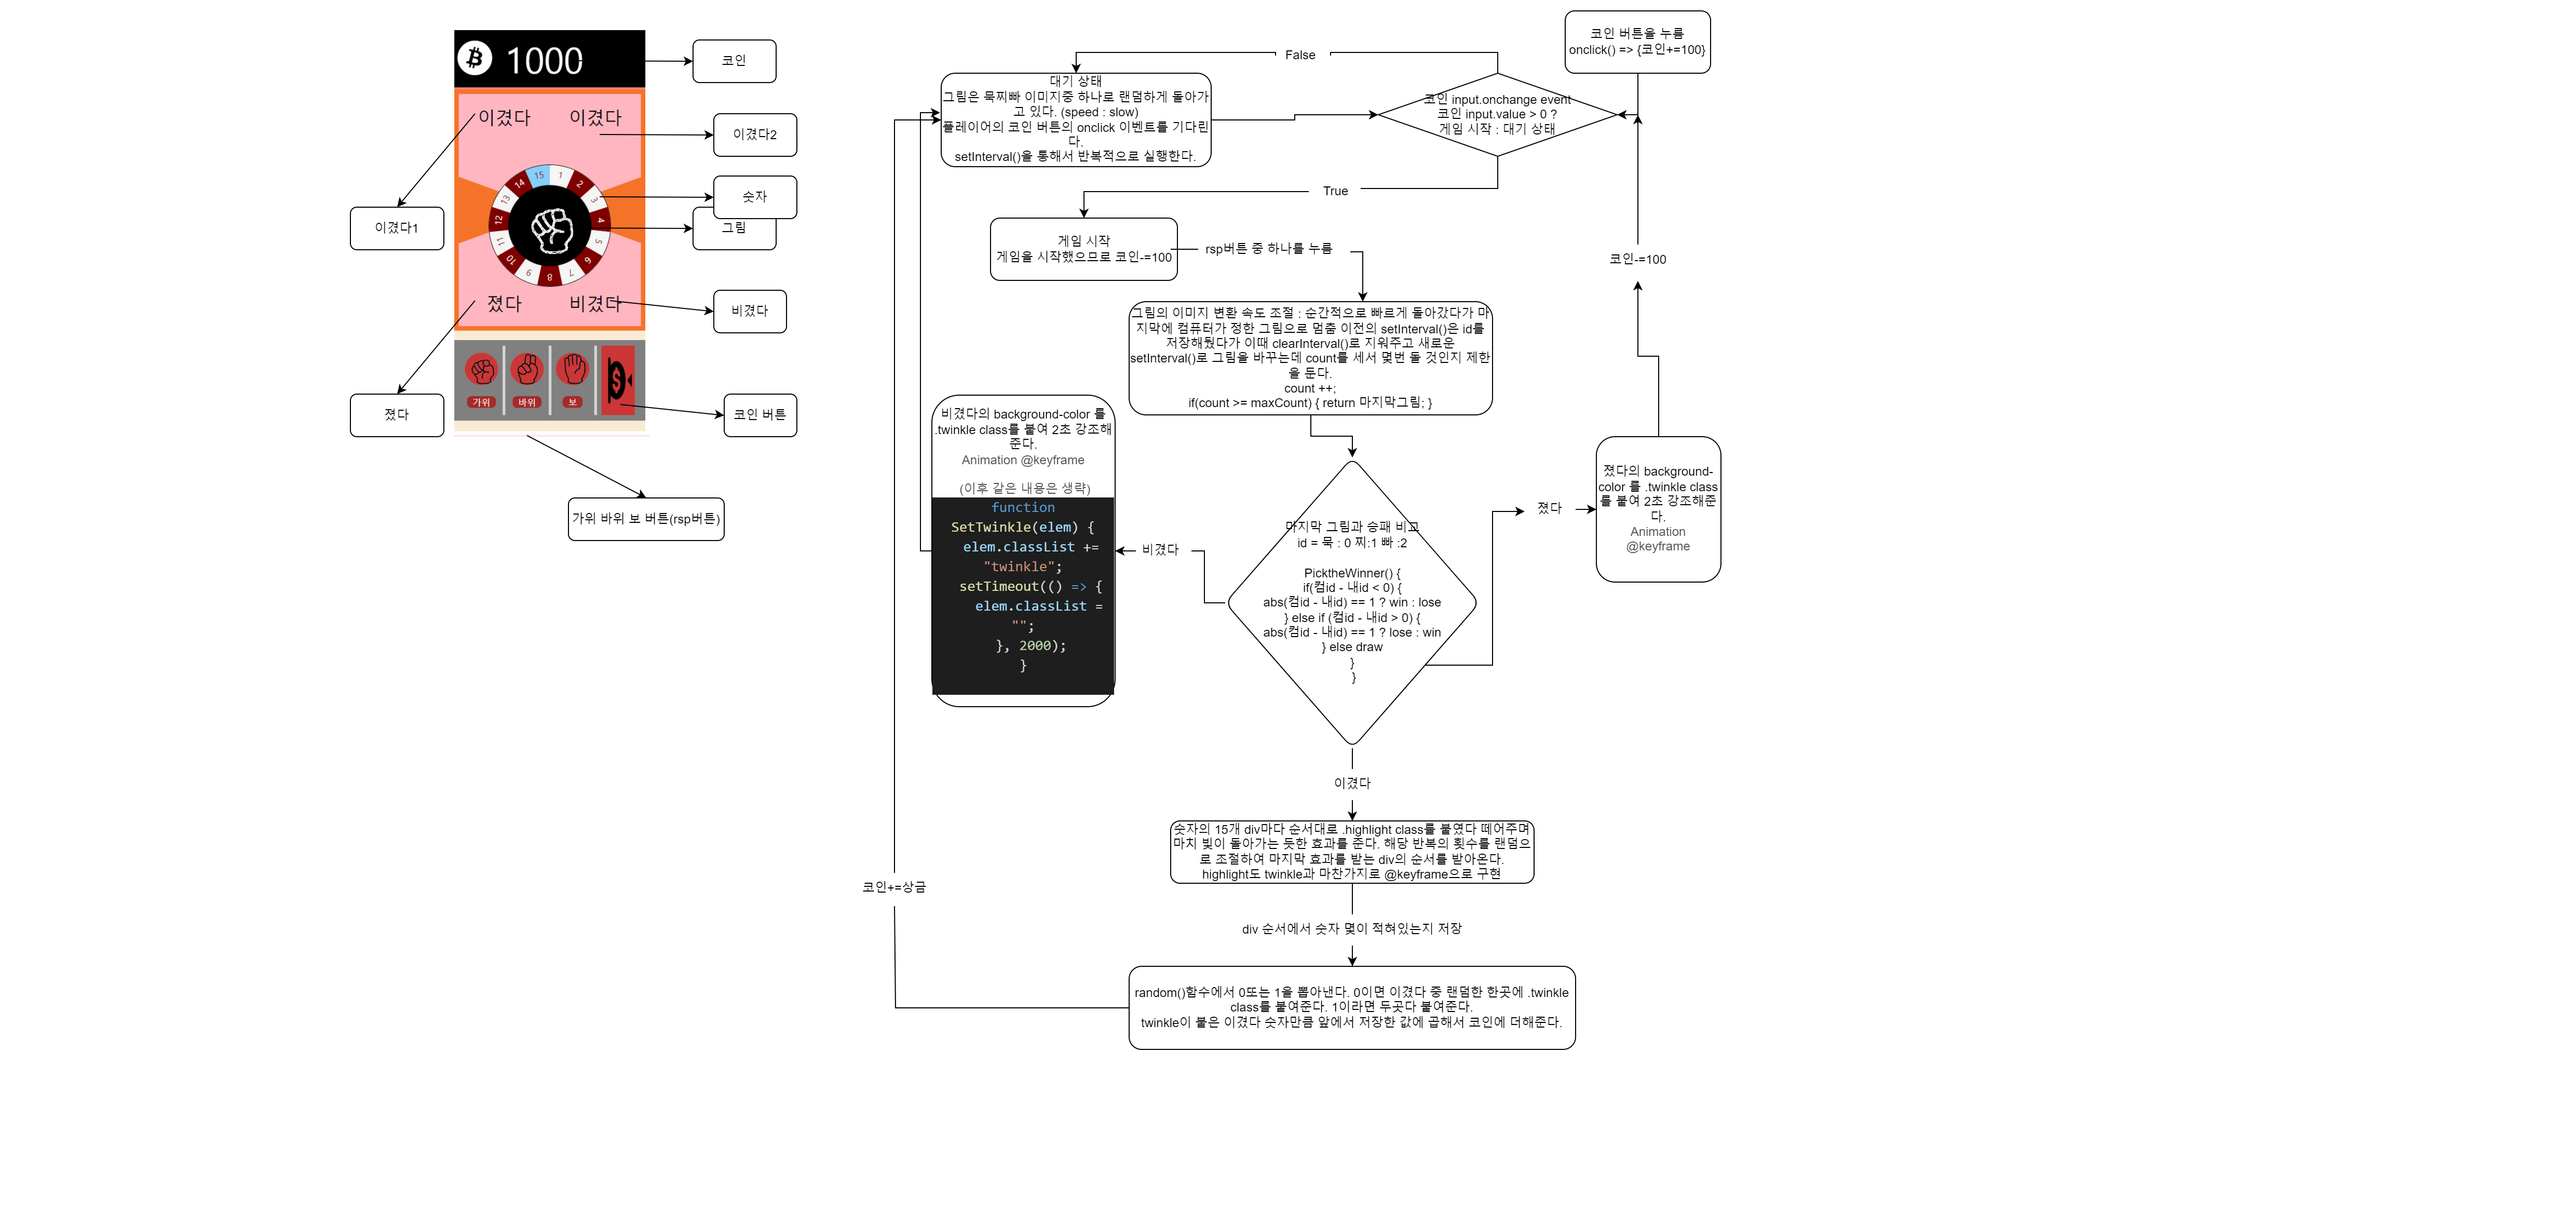 1000
코인
이겼다 이겼다
이겼다2
숫자
그림
이겼다1
15 1 2 3 4 5 6 7 8 9 10 11 12 13 14
졌다 비겼다
비겼다
가위 바위 보
$
졌다
코인 버튼
가위 바위 보 버튼(rsp버튼)
코인 버튼을 누름
onclick() => {코인+=100}
False
대기 상태
그림은 묵찌빠 이미지중 하나로 랜덤하게 돌아가
고 있다. (speed : slow)
플레이어의 코인 버튼의 onclick 이벤트를 기다린
다.
setInterval()을 통해서 반복적으로 실행한다.
코인 input.onchange event
코인 input.value > 0 ?
게임 시작 : 대기 상태
True
게임 시작
게임을 시작했으므로 코인-=100
rsp버튼 중 하나를 누름
코인-=100
그림의 이미지 변환 속도 조절 : 순간적으로 빠르게 돌아갔다가 마
지막에 컴퓨터가 정한 그림으로 멈춤 이전의 setInterval()은 id를
저장해뒀다가 이때 clearInterval()로 지워주고 새로운
setInterval()로 그림을 바꾸는데 count를 세서 몇번 돌 것인지 제한
을 둔다.
count ++;
if(count >= maxCount) { return 마지막그림; }
비겼다의 background-color 를
.twinkle class를 붙여 2초 강조해
준다.
Animation @keyframe
(이후 같은 내용은 생략)
function
SetTwinkle(elem) {
elem.classList +=
"twinkle";
setTimeout(() => {
elem.classList =
"";
}, 2000);
}
비겼다
마지막 그림과 승패 비교
id = 묵 : 0 찌:1 빠 :2
PicktheWinner() {
if(컴id - 내id < 0) {
abs(컴id - 내id) == 1 ? win : lose
} else if (컴id - 내id > 0) {
abs(컴id - 내id) == 1 ? lose : win
} else draw
}
}
졌다
졌다의 background-
color 를 .twinkle class
를 붙여 2초 강조해준
다.
Animation
@keyframe
이겼다
숫자의 15개 div마다 순서대로 .highlight class를 붙였다 떼어주며
마치 빛이 돌아가는 듯한 효과를 준다. 해당 반복의 횟수를 랜덤으
로 조절하여 마지막 효과를 받는 div의 순서를 받아온다.
highlight도 twinkle과 마찬가지로 @keyframe으로 구현
코인+=상금
div 순서에서 숫자 몇이 적혀있는지 저장
random()함수에서 0또는 1을 뽑아낸다. 0이면 이겼다 중 랜덤한 한곳에 .twinkle
class를 붙여준다. 1이라면 두곳다 붙여준다.
twinkle이 붙은 이겼다 숫자만큼 앞에서 저장한 값에 곱해서 코인에 더해준다.